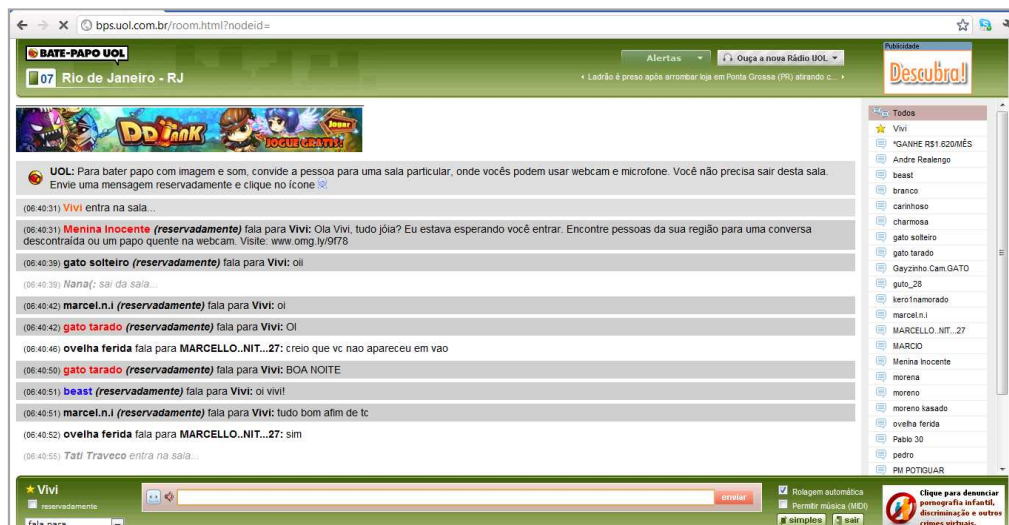 bps.uol.com.br/room.html?nodeid=
BATE-PAPO UOL
07 Rio de Janeiro - RJ
Alertas
Ouça a nova Rádio UOL
Ladrão é preso após arrombar loja em Ponta Grossa (PR) atirando c...
Publicidade
Descubra!
DDTANK
Jogar
JOGUE GRATIS!
UOL: Para bater papo com imagem e som, convide a pessoa para uma sala particular, onde vocês podem usar webcam e microfone. Você não precisa sair desta sala.
Envie uma mensagem reservadamente e clique no ícone
(06:40:31) Vivi entra na sala...
(06:40:31) Menina Inocente (reservadamente) fala para Vivi: Ola Vivi, tudo jóia? Eu estava esperando você entrar. Encontre pessoas da sua região para uma conversa
descontraída ou um papo quente na webcam. Visite: www.omg.ly/9f78
(06:40:39) gato solteiro (reservadamente) fala para Vivi: oii
(06:40:39) Nana(: sai da sala...
(06:40:42) marcel.n.i (reservadamente) fala para Vivi: oi
(06:40:42) gato tarado (reservadamente) fala para Vivi: OI
(06:40:46) ovelha ferida fala para MARCELLO..NIT...27: creio que vc nao apareceu em vao
(06:40:50) gato tarado (reservadamente) fala para Vivi: BOA NOITE
(06:40:51) beast (reservadamente) fala para Vivi: oi vivi!
(06:40:51) marcel.n.i (reservadamente) fala para Vivi: tudo bom afim de tc
(06:40:52) ovelha ferida fala para MARCELLO..NIT...27: sim
(06:40:55) Tati Traveco entra na sala...
Todos
Vivi
*GANHE R$1.620/MÊS
Andre Realengo
beast
branco
carinhoso
charmosa
gato solteiro
gato tarado
Gayzinho.Cam.GATO
guto_28
kero1namorado
marcel.n.i
MARCELLO..NIT...27
MARCIO
Menina Inocente
morena
moreno
moreno kasado
ovelha ferida
Pablo 30
pedro
PM POTIGUAR
Vivi
reservadamente
fala para
enviar
Rolagem automática
Permitir música (MIDI)
simples
sair
Clique para denunciar
pornografia infantil,
discriminação e outros
crimes virtuais.